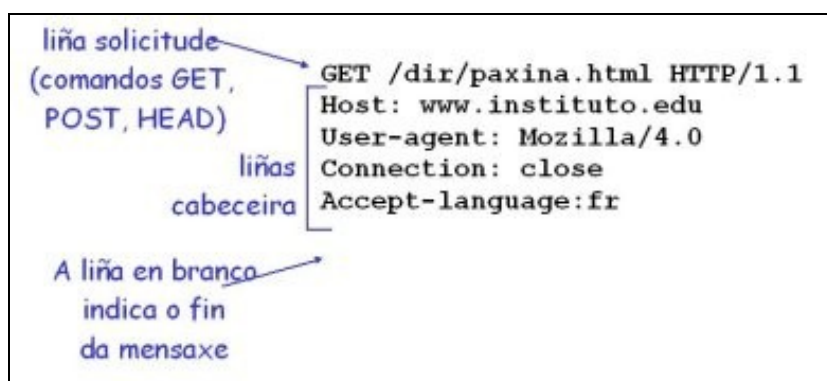 liña solicitude
(comandos GET,
POST, HEAD)
GET /dir/paxina.html HTTP/1.1
Host: www.instituto.edu
User-agent: Mozilla/4.0
Connection: close
Accept-language:fr
liñas
cabeceira
A liña en branco
indica o fin
da mensaxe